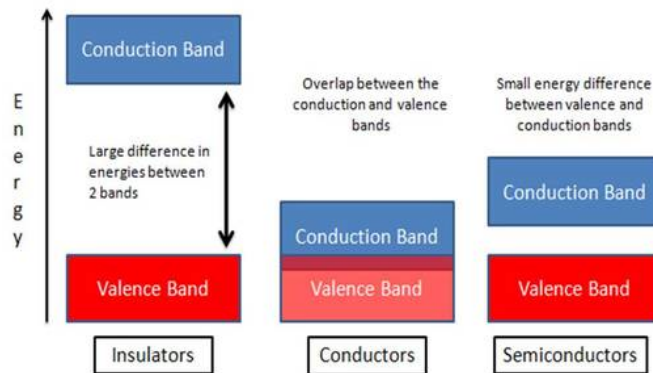 Energy
Conduction Band
Large difference in
energies between
2 bands
Valence Band
Insulators
Overlap between the
conduction and valence
bands
Conduction Band
Valence Band
Conductors
Small energy difference
between valence and
conduction bands
Conduction Band
Valence Band
Semiconductors